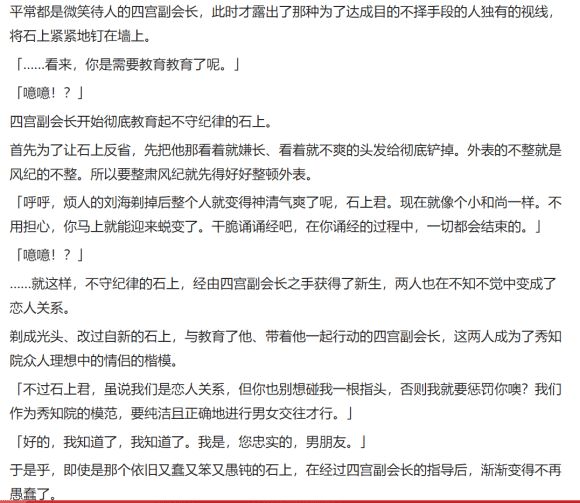 平常都是微笑待人的四宫副会长，此时才露出了那种为了达成目的不择手段的人独有的视线，
将石上紧紧地钉在墙上。
「……看来，你是需要教育教育了呢。」
「噫噫！？」
四宫副会长开始彻底教育起不守纪律的石上。
首先为了让石上反省，先把他那看着就嫌长、看着就不爽的头发给彻底铲掉。外表的不整就是
风纪的不整。所以要整肃风纪就先得好好整顿外表。
「呼呼，烦人的刘海剃掉后整个人就变得神清气爽了呢，石上君。现在就像个小和尚一样。不
用担心，你马上就能迎来蜕变了。干脆诵诵经吧，在你诵经的过程中，一切都会结束的。」
「噫噫！？」
……就这样，不守纪律的石上，经由四宫副会长之手获得了新生，两人也在不知不觉中变成了
恋人关系。
剃成光头、改过自新的石上，与教育了他、带着他一起行动的四宫副会长，这两人成为了秀知
院众人理想中的情侣的楷模。
「不过石上君，虽说我们是恋人关系，但你也别想碰我一根指头，否则我就要惩罚你噢？我们
作为秀知院的模范，要纯洁且正确地进行男女交往才行。」
「好的，我知道了，我知道了。我是，您忠实的，男朋友。」
于是乎，即使是那个依旧又蠢又笨又愚钝的石上，在经过四宫副会长的指导后，渐渐变得不再
愚蠢了。